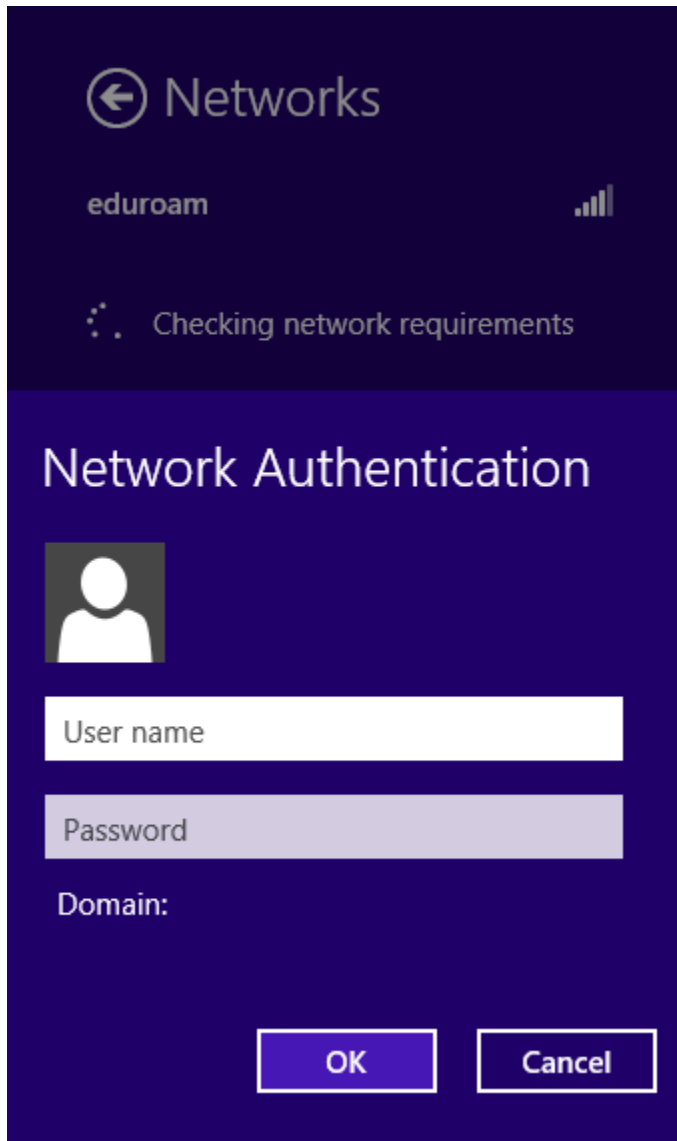 Networks
eduroam
Checking network requirements
Network Authentication
User name
Password
Domain:
OK Cancel